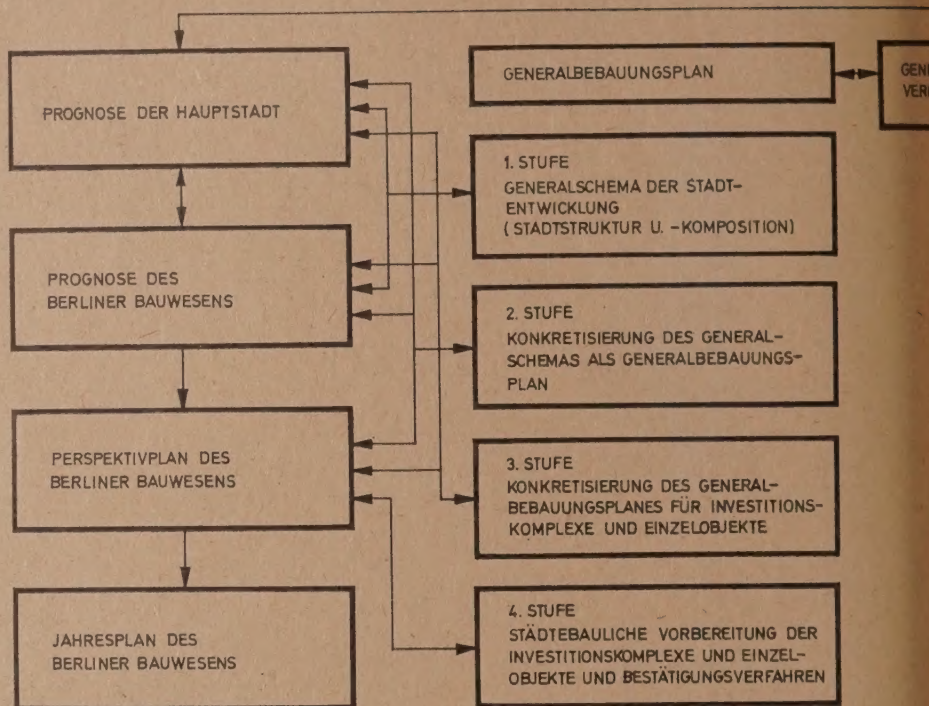 PROGNOSE DER HAUPTSTADT
PROGNOSE DES
BERLINER BAUWESENS
PERSPEKTIVPLAN DES
BERLINER BAUWESENS
JAHRESPLAN DES
BERLINER BAUWESENS
GENERALBEBAUUNGSPLAN
1. STUFE
GENERALSCHEMA DER STADT-
ENTWICKLUNG
(STADTSTRUKTUR U. -KOMPOSITION)
2. STUFE
KONKRETISIERUNG DES GENERAL-
SCHEMAS ALS GENERALBEBAUUNGS-
PLAN
3. STUFE
KONKRETISIERUNG DES GENERAL-
BEBAUUNGSPLANES FÜR INVESTITIONS-
KOMPLEXE UND EINZELOBJEKTE
4. STUFE
STÄDTEBAULICHE VORBEREITUNG DER
INVESTITIONSKOMPLEXE UND EINZEL-
OBJEKTE UND BESTÄTIGUNGSVERFAHREN